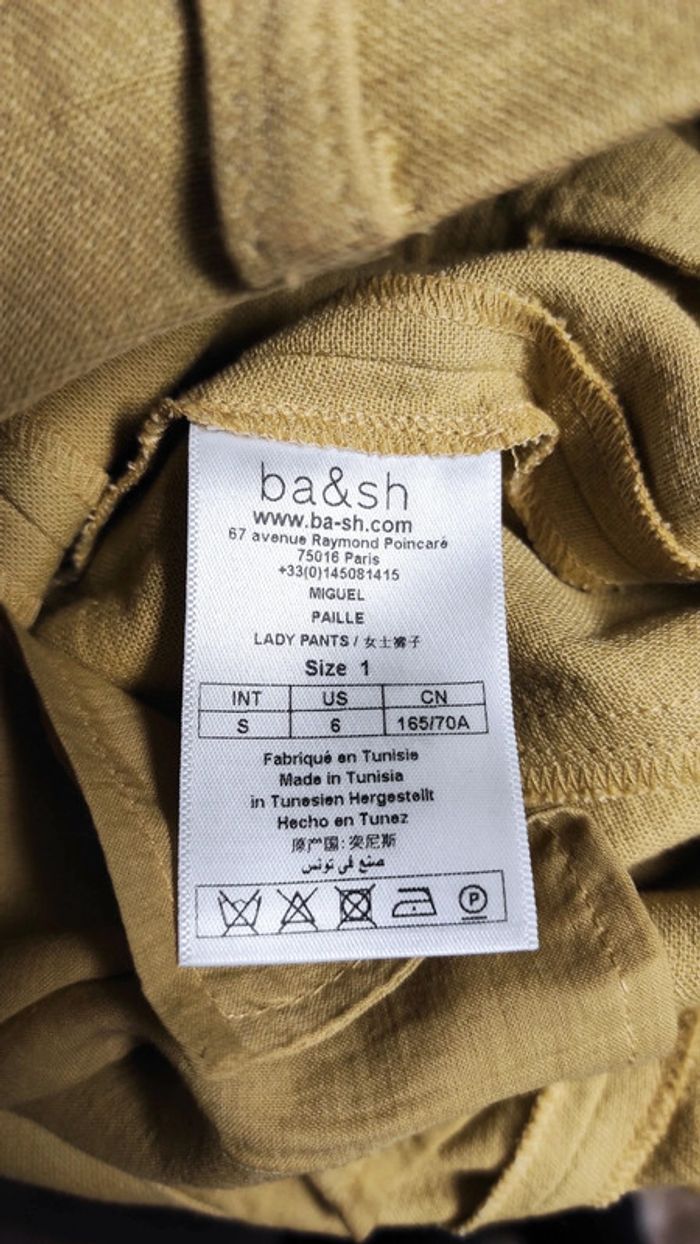 ba&sh
www.ba-sh.com
67 avenue Raymond Poincaré
75016 Paris
+33(0)145081415
MIGUEL
PAILLE
LADY PANTS / 女士裤子
Size 1
INT US CN
S 6 165/70A
Fabriqué en Tunisie
Made in Tunisia
in Tunesien Hergestellt
Hecho en Tunez
原产国: 突尼斯
صنع في تونس
P